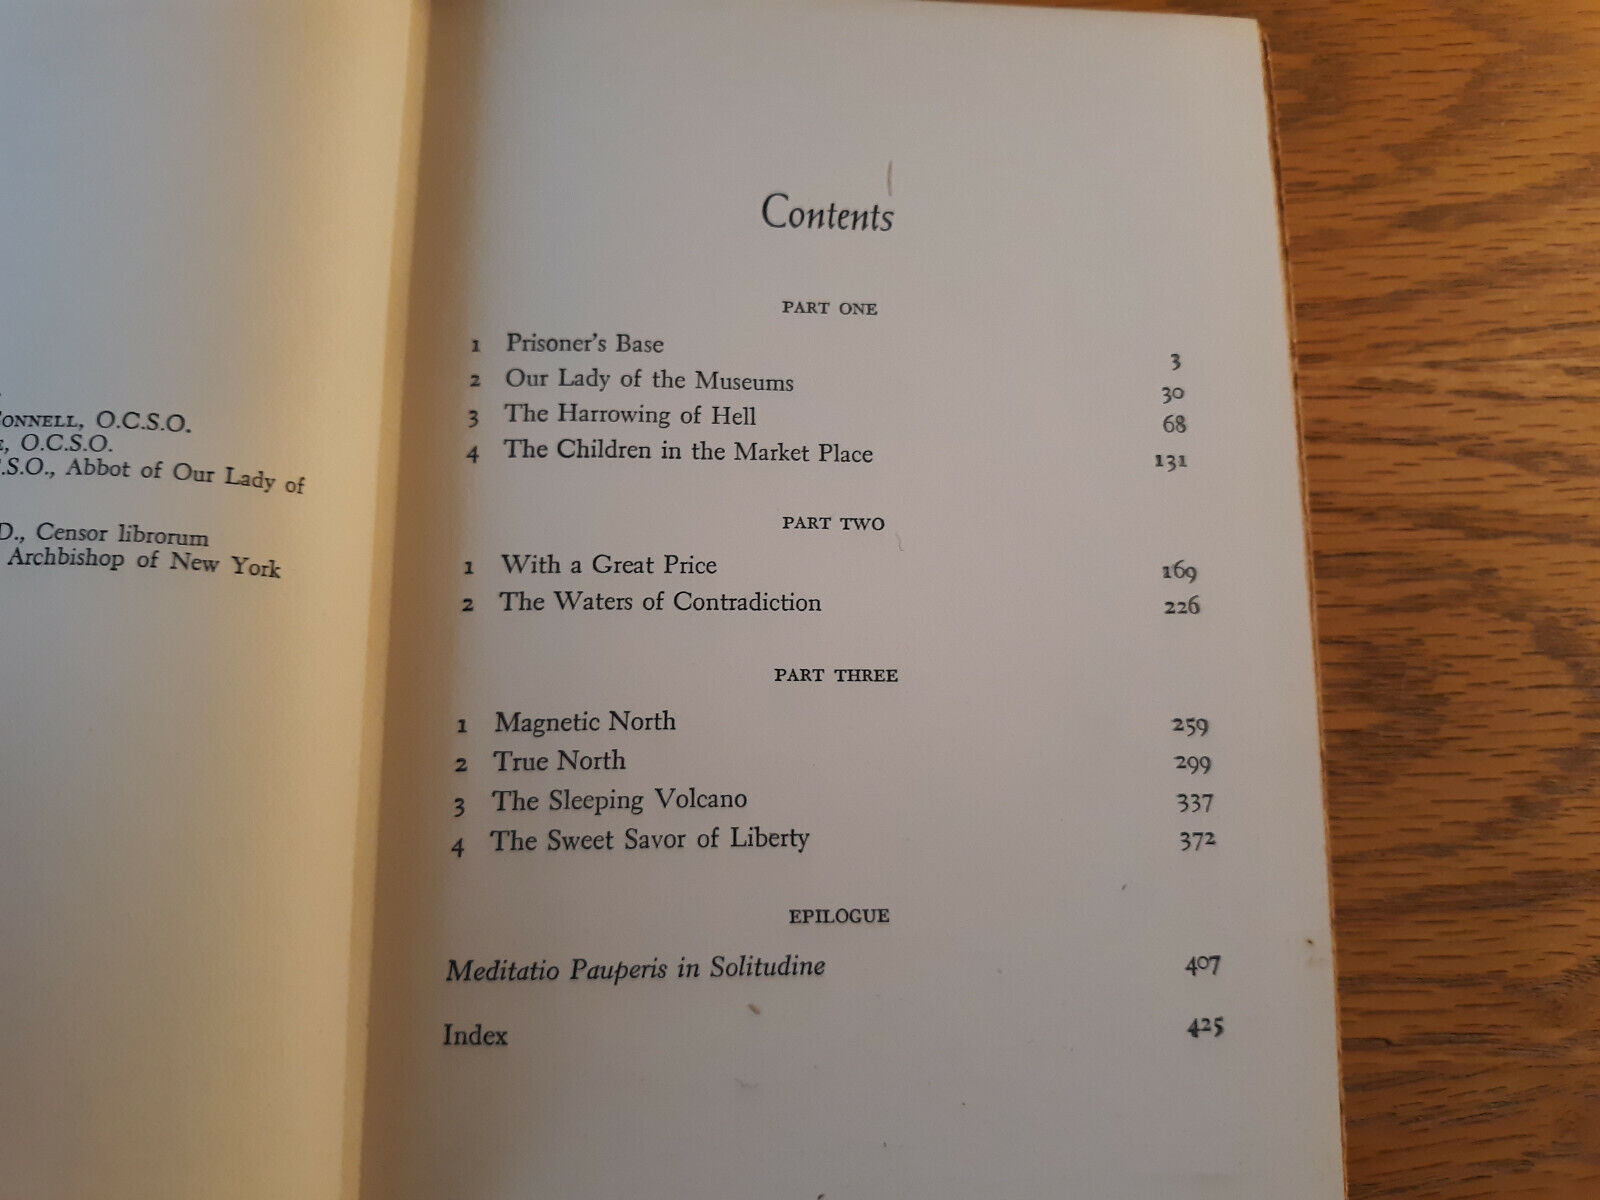 ONNELL, O.C.S.O.
, O.C.S.O.
.S.O., Abbot of Our Lady of
D., Censor librorum
Archbishop of New York
Contents
PART ONE
1 Prisoner's Base 3
2 Our Lady of the Museums 30
3 The Harrowing of Hell 68
4 The Children in the Market Place 131
PART TWO
1 With a Great Price 169
2 The Waters of Contradiction 226
PART THREE
1 Magnetic North 259
2 True North 299
3 The Sleeping Volcano 337
4 The Sweet Savor of Liberty 372
EPILOGUE
Meditatio Pauperis in Solitudine 407
Index 425